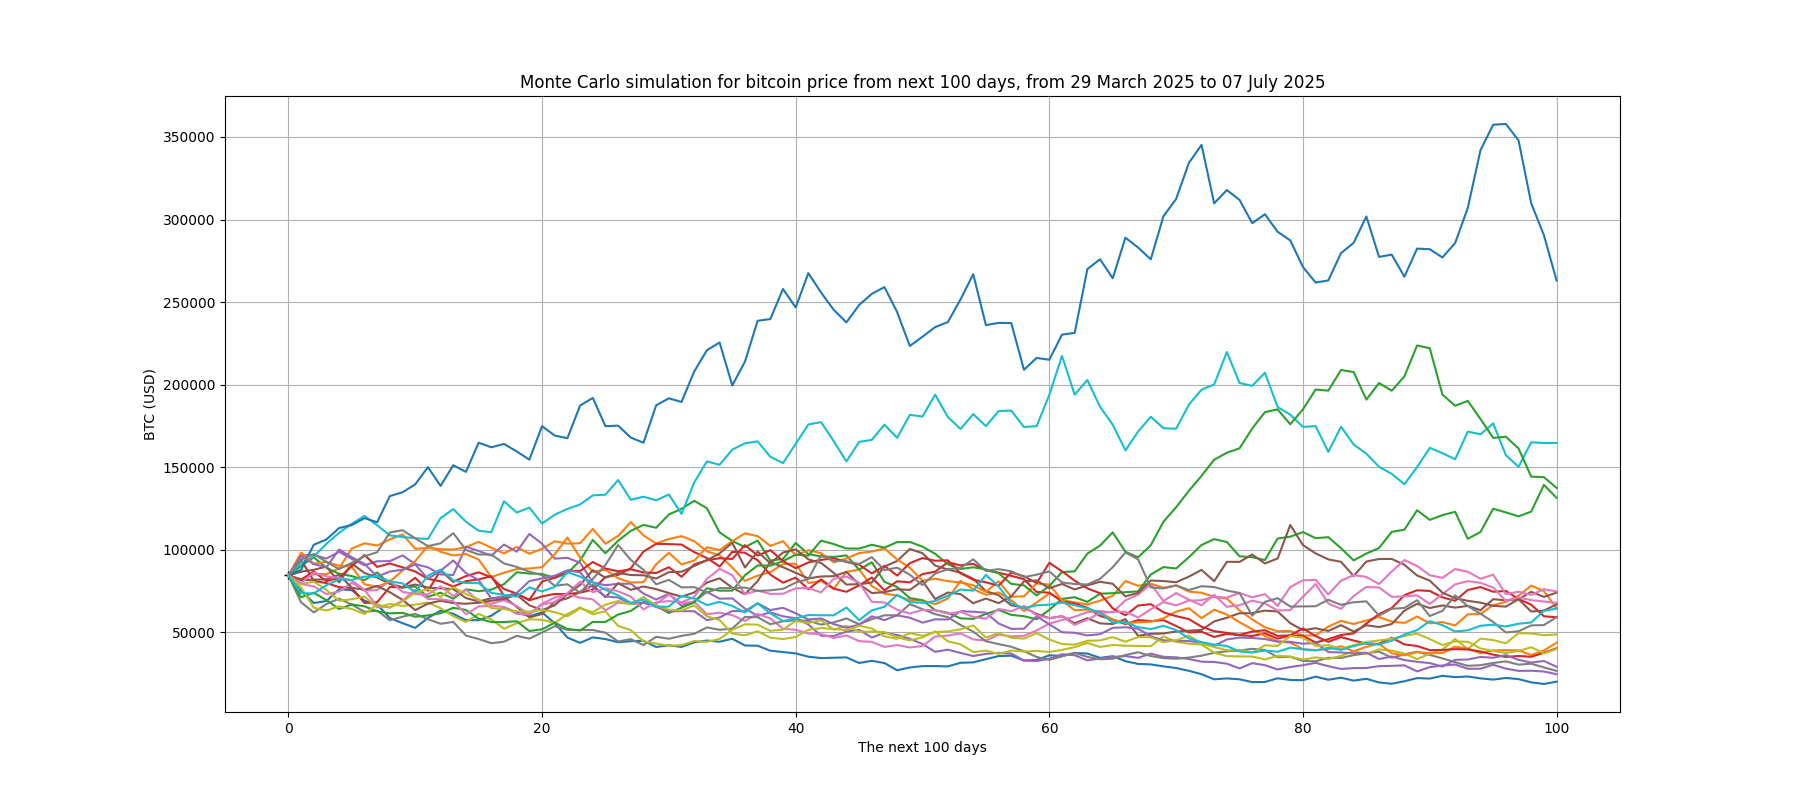 Monte Carlo simulation for bitcoin price from next 100 days, from 29 March 2025 to 07 July 2025
350000
300000
250000
200000
150000
100000
50000
BTC (USD)
0 20 40 60 80 100
The next 100 days